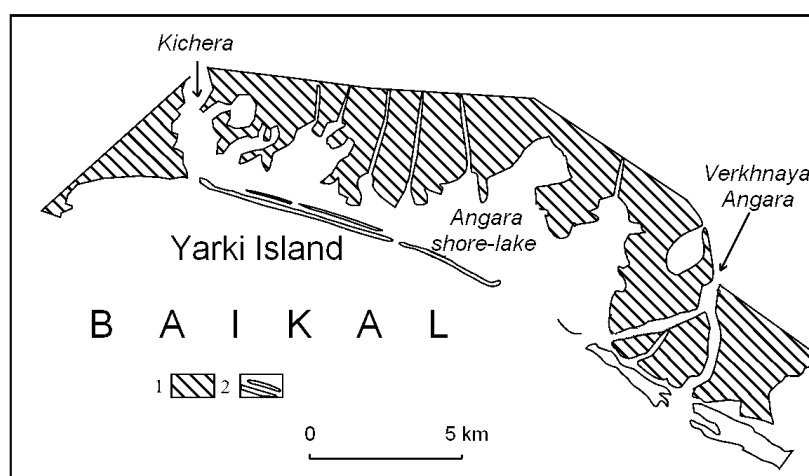 Kichera
Verkhnaya
Angara
Angara
shore-lake
Yarki Island
B A I K A L
1 2
0 5 km